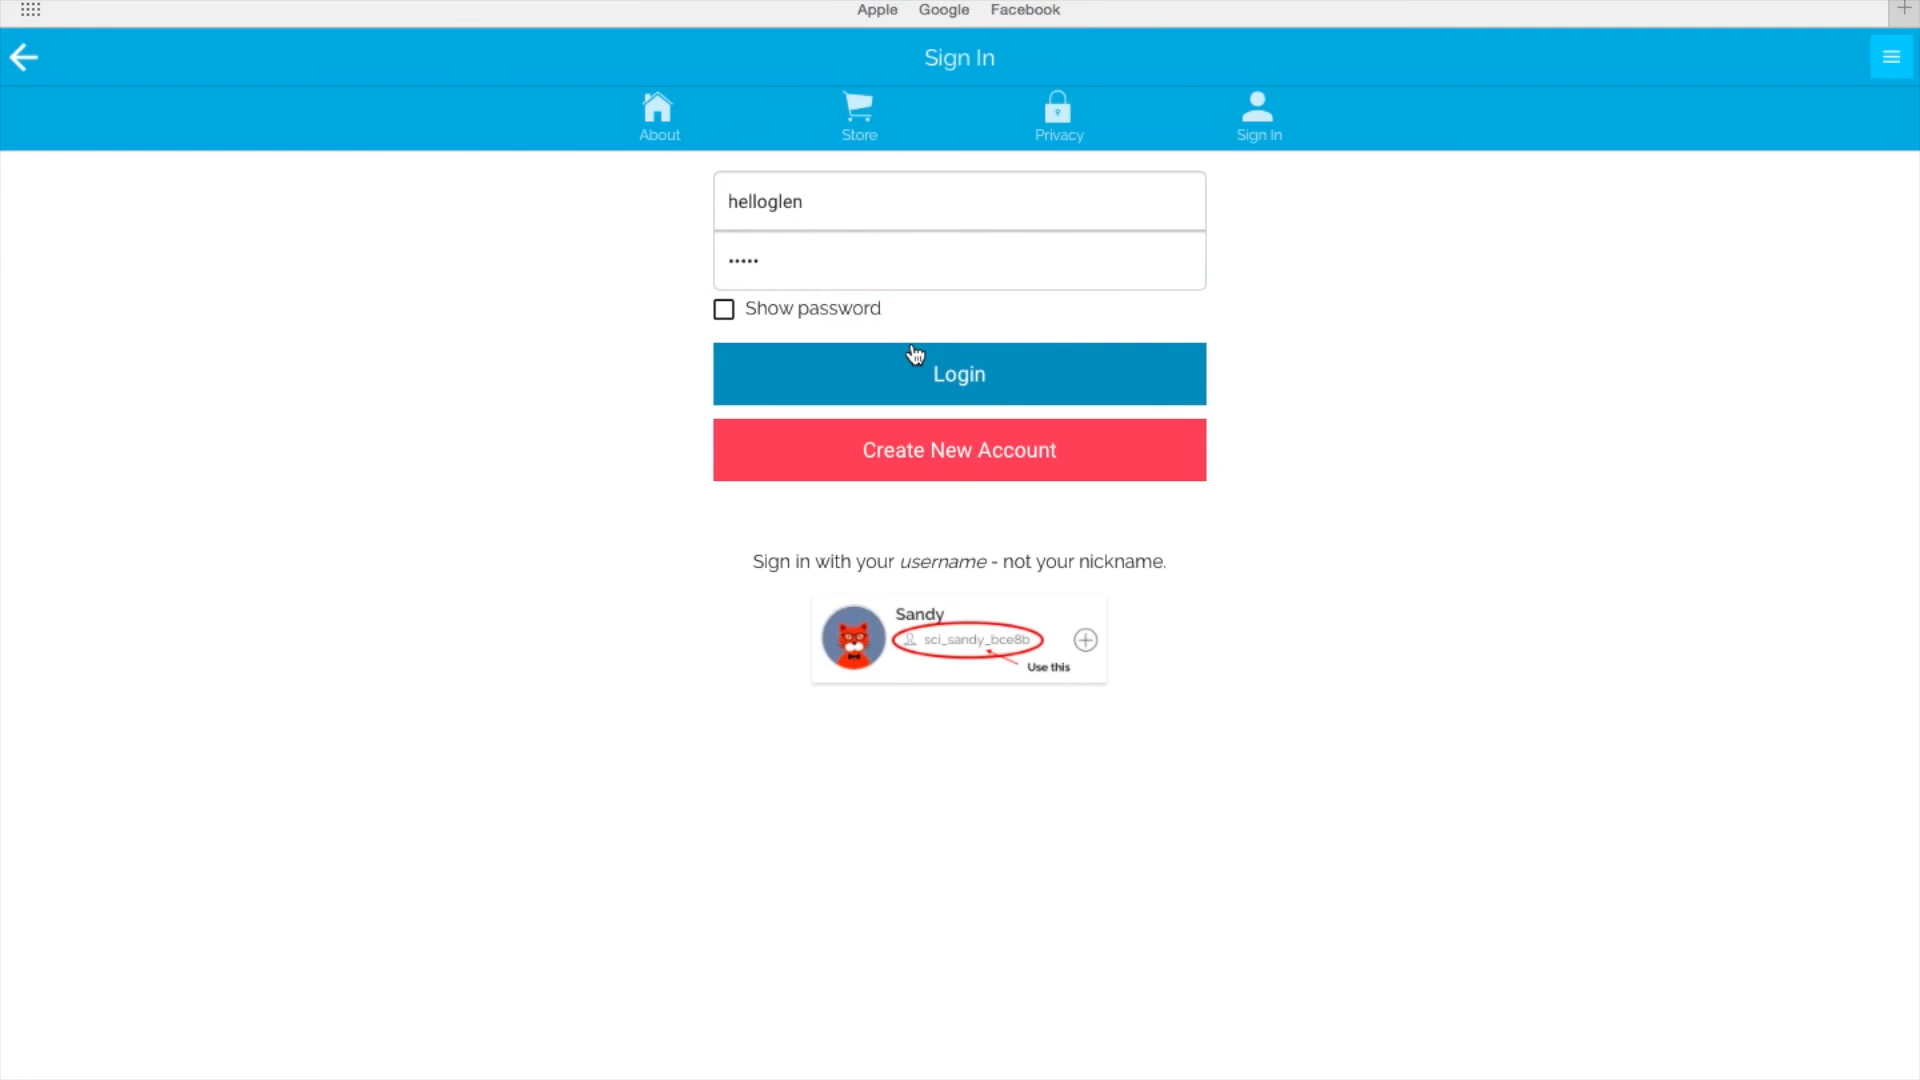 Apple Google Facebook
Sign In
About Store Privacy Sign In
helloglen
•••••
Show password
Login
Create New Account
Sign in with your username - not your nickname.
Sandy
sci_sandy_bce8b
Use this